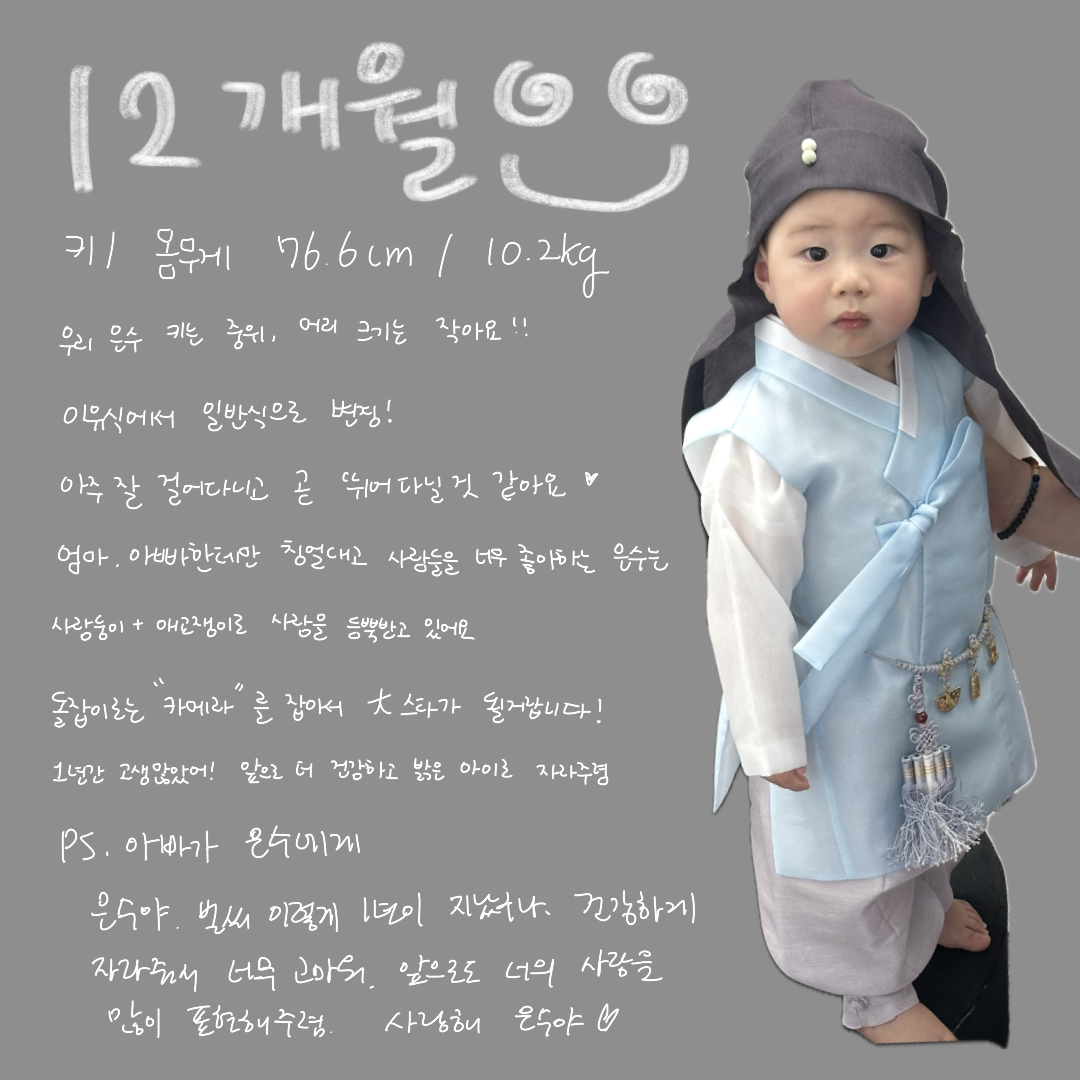 12개월
키/ 몸무게 76.6cm / 10.2kg
우리 은수 키는 중위, 머리 크기는 작아요!!
이유식에서 일반식으로 변경!
아주 잘 걸어다니고 곧 뛰어다닐것 같아요 ♥
엄마, 아빠한테만 칭얼대고 사람들을 너무 좋아하는 은수는
사랑둥이 + 애교쟁이로 사랑을 듬뿍받고 있어요
돌잡이로는 "카메라"를 잡아서 大스타가 될거랍니다!
1년간 고생많았어! 앞으로 더 건강하고 밝은 아이로 자라주렴
PS. 아빠가 은수에게
은수야. 벌써 이렇게 1년이 지났구나. 건강하게
자라줘서 너무 고마워. 앞으로도 너의 사랑을
많이 표현해주렴. 사랑해 은수야 ♡